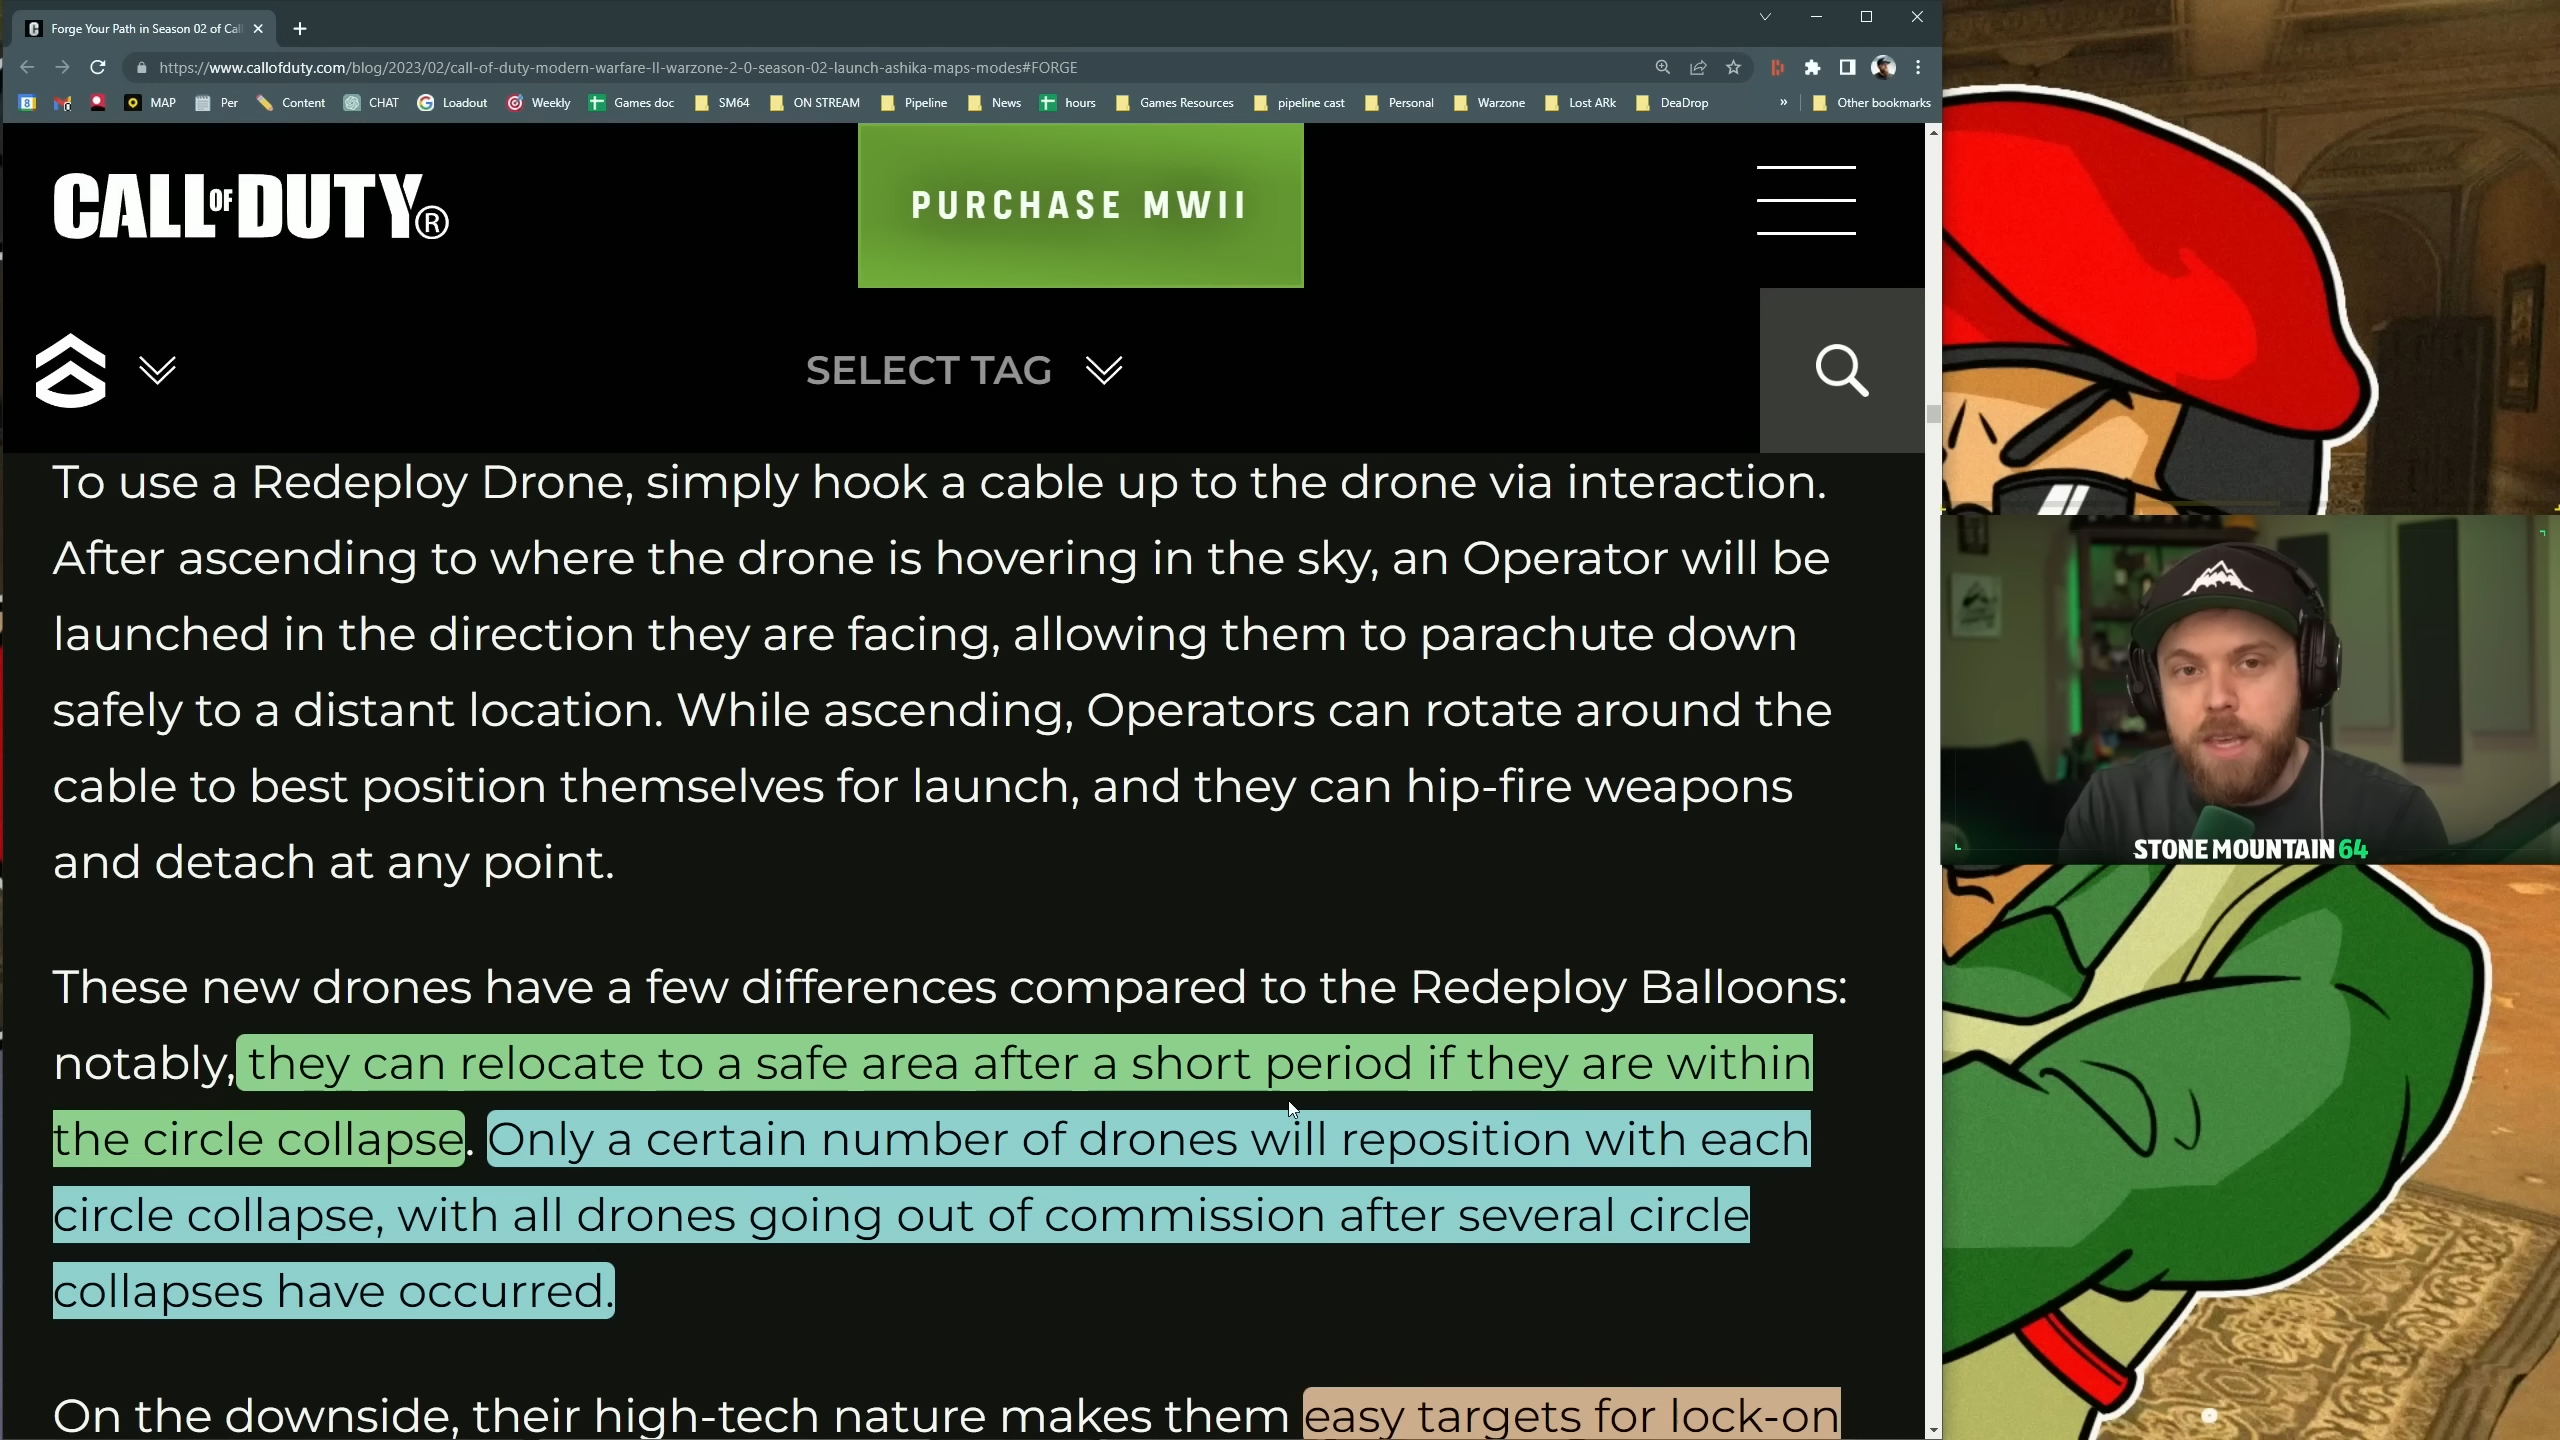 Forge Your Path in Season 02 of Cal
https://www.callofduty.com/blog/2023/02/call-of-duty-modern-warfare-II-warzone-2-0-season-02-launch-ashika-maps-modes#FORGE
MAP Per Content CHAT Loadout Weekly Games doc SM64 ON STREAM Pipeline News hours Games Resources pipeline cast Personal Warzone Lost ARk DeaDrop » Other bookmarks
CALL OF DUTY®
PURCHASE MWII
SELECT TAG
To use a Redeploy Drone, simply hook a cable up to the drone via interaction.
After ascending to where the drone is hovering in the sky, an Operator will be
launched in the direction they are facing, allowing them to parachute down
safely to a distant location. While ascending, Operators can rotate around the
cable to best position themselves for launch, and they can hip-fire weapons
and detach at any point.
These new drones have a few differences compared to the Redeploy Balloons:
notably, they can relocate to a safe area after a short period if they are within
the circle collapse. Only a certain number of drones will reposition with each
circle collapse, with all drones going out of commission after several circle
collapses have occurred.
On the downside, their high-tech nature makes them easy targets for lock-on
STONE MOUNTAIN 64